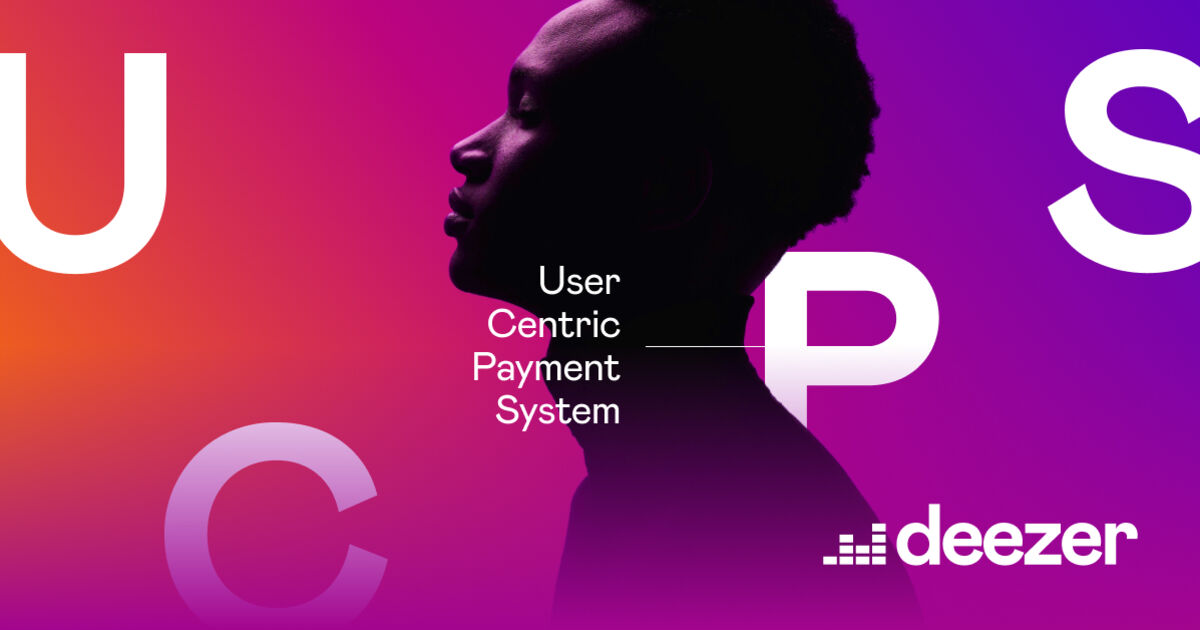 U
S
User
Centric
Payment
System
P
C
deezer